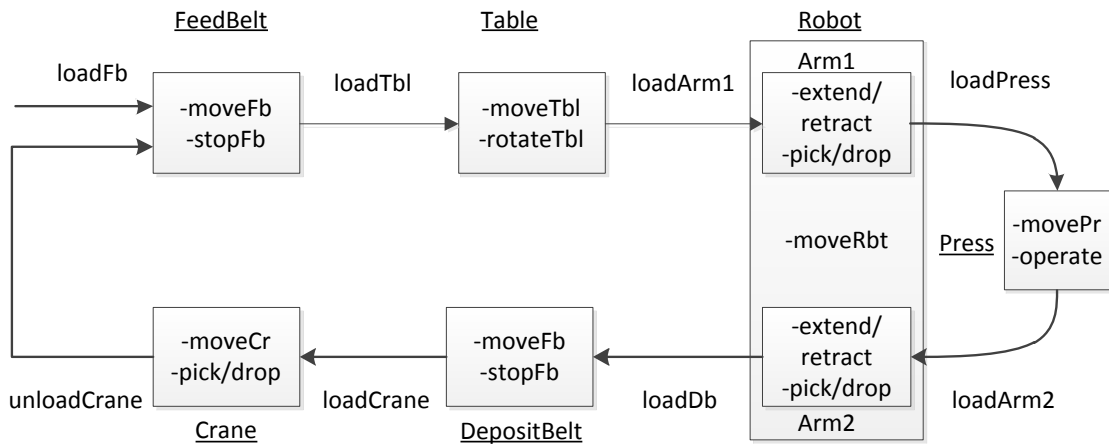 FeedBelt
Table
Robot
loadFb
-moveFb
-stopFb
loadTbl
-moveTbl
-rotateTbl
loadArm1
Arm1
-extend/
retract
-pick/drop
loadPress
-moveRbt
Press
-movePr
-operate
unloadCrane
-moveCr
-pick/drop
Crane
loadCrane
-moveFb
-stopFb
DepositBelt
loadDb
-extend/
retract
-pick/drop
Arm2
loadArm2